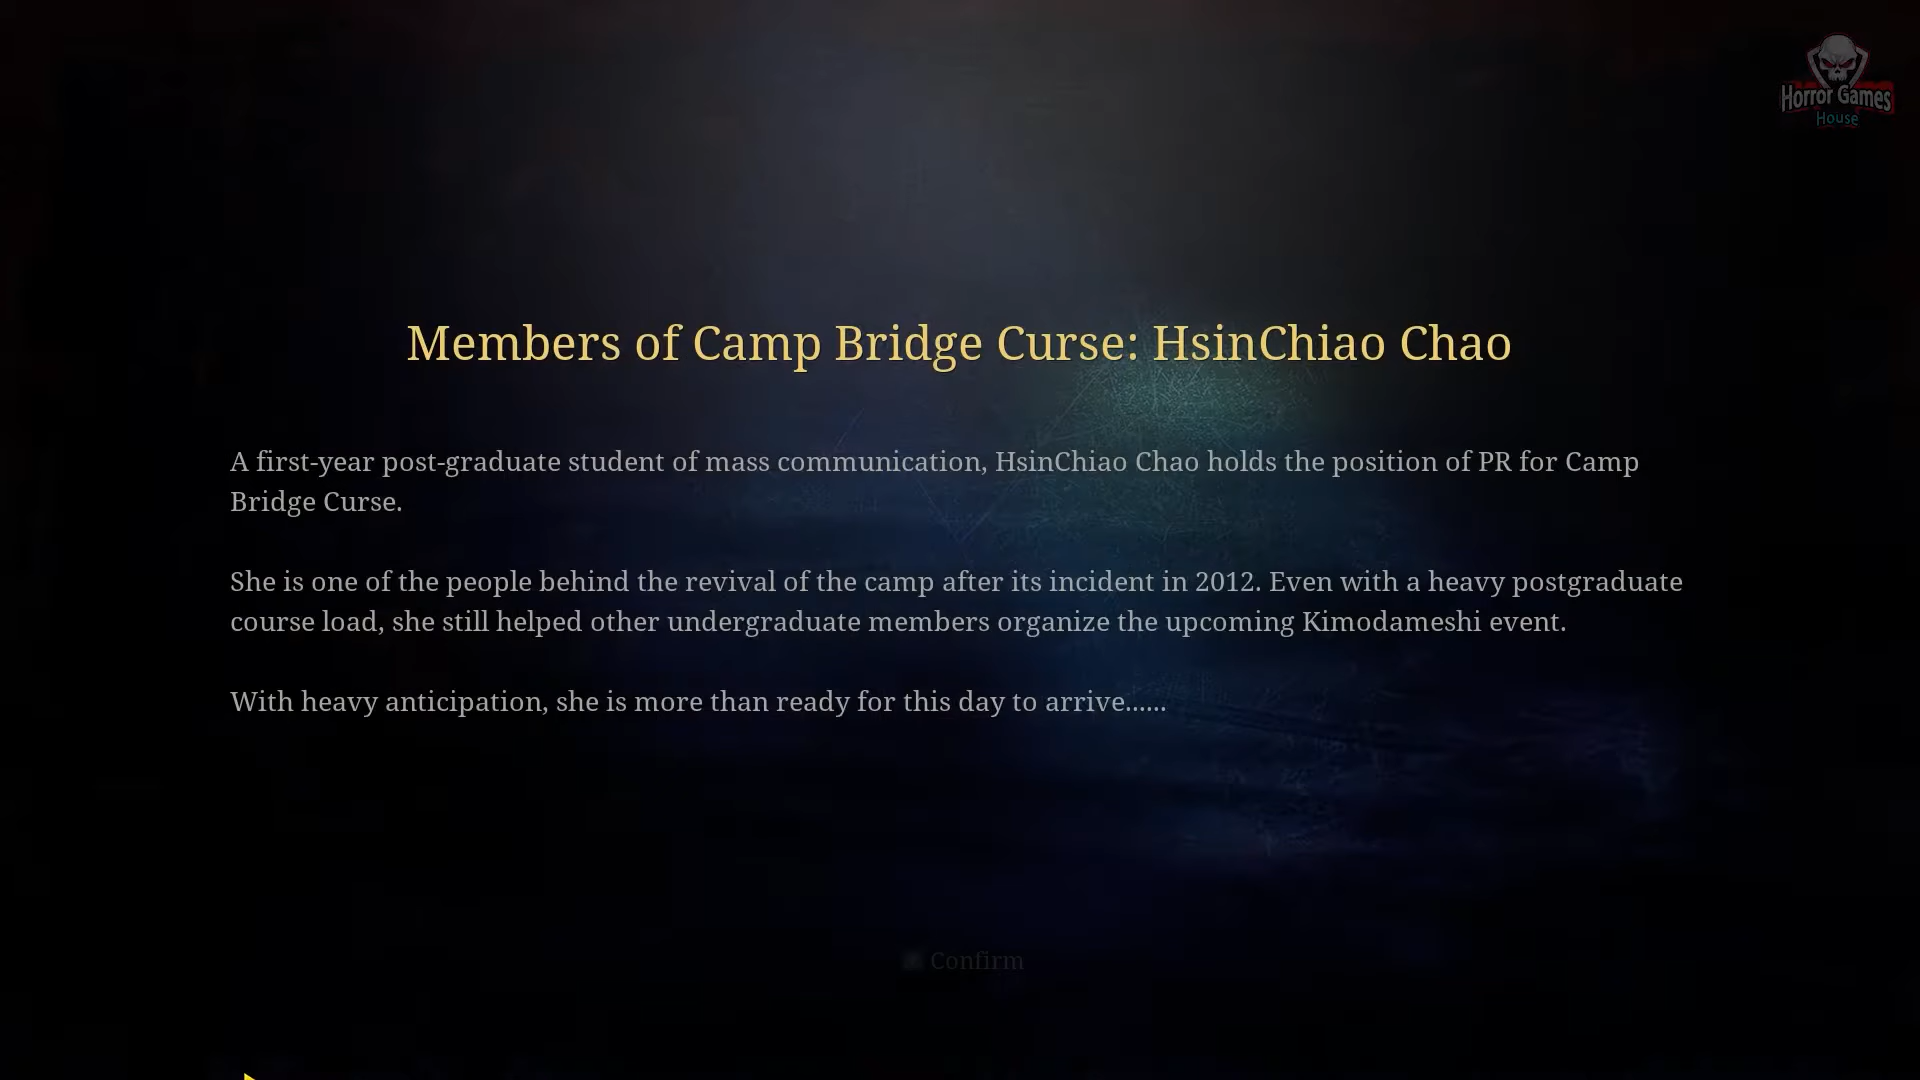 Horror Games
House
Members of Camp Bridge Curse: HsinChiao Chao
A first-year post-graduate student of mass communication, HsinChiao Chao holds the position of PR for Camp
Bridge Curse.
She is one of the people behind the revival of the camp after its incident in 2012. Even with a heavy postgraduate
course load, she still helped other undergraduate members organize the upcoming Kimodameshi event.
With heavy anticipation, she is more than ready for this day to arrive......
Confirm